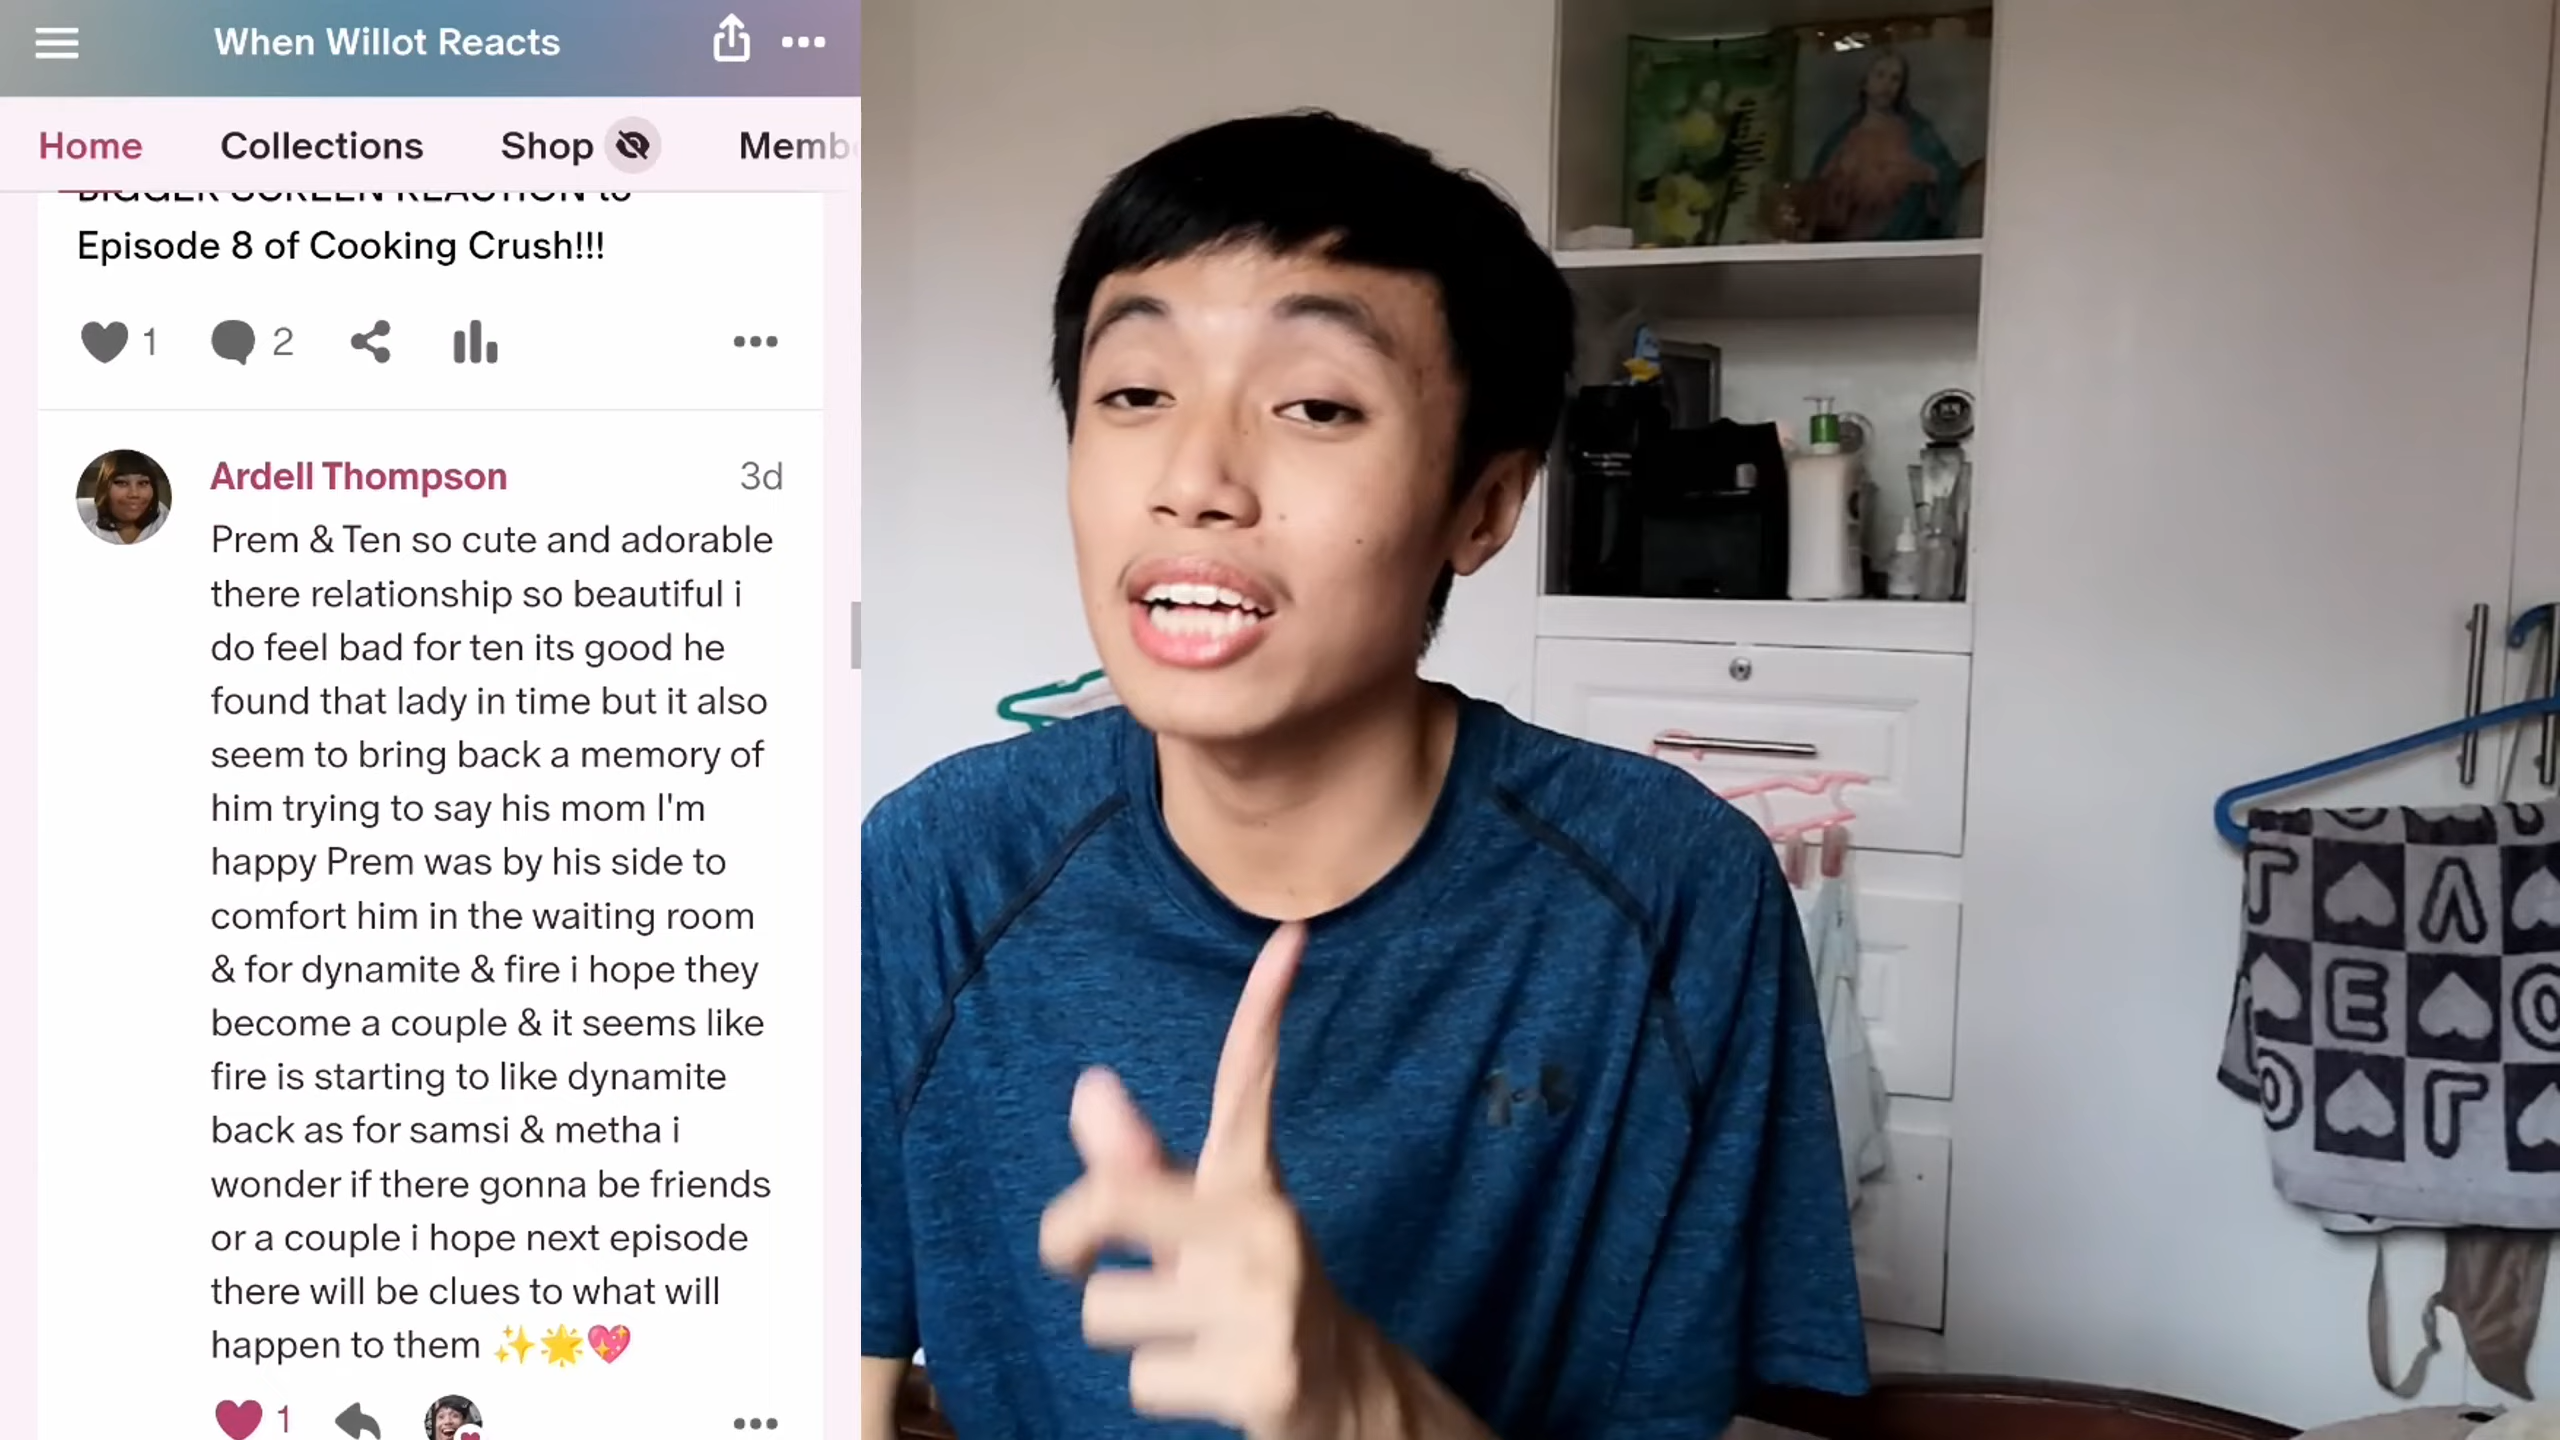 When Willot Reacts
Home Collections Shop Memb
BIGGER SCREEN REACTION to
Episode 8 of Cooking Crush!!!
1 2
Ardell Thompson 3d
Prem & Ten so cute and adorable
there relationship so beautiful i
do feel bad for ten its good he
found that lady in time but it also
seem to bring back a memory of
him trying to say his mom I'm
happy Prem was by his side to
comfort him in the waiting room
& for dynamite & fire i hope they
become a couple & it seems like
fire is starting to like dynamite
back as for samsi & metha i
wonder if there gonna be friends
or a couple i hope next episode
there will be clues to what will
happen to them ✨🌟💖
1